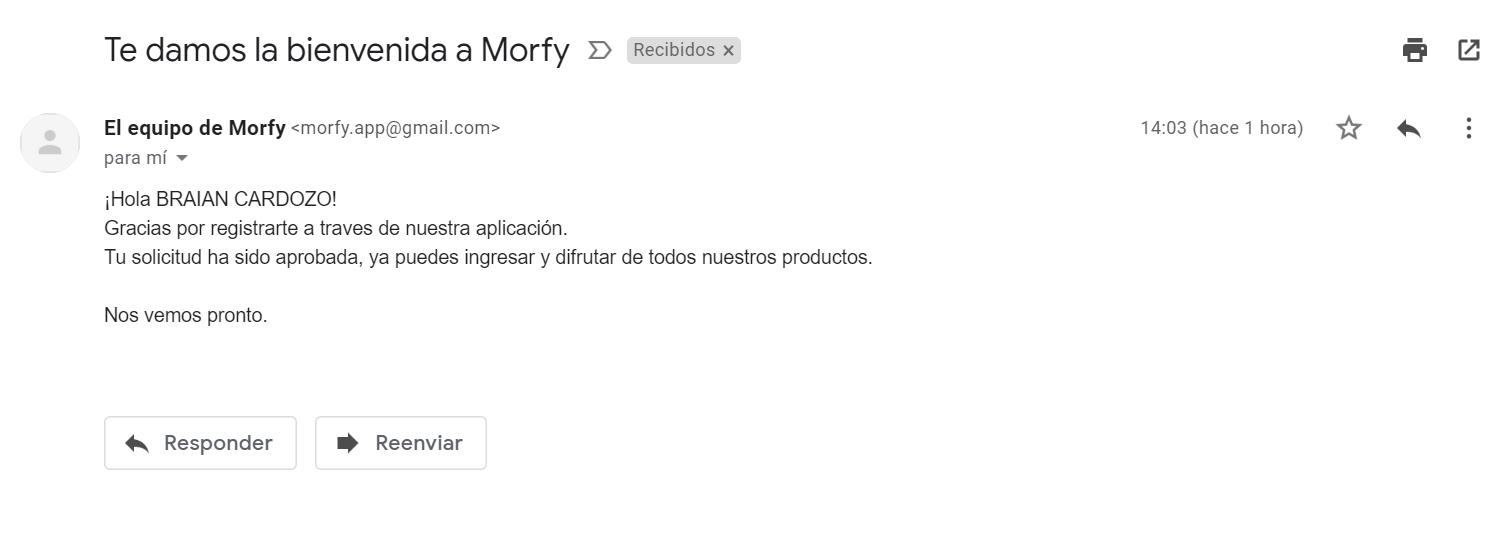 Te damos la bienvenida a Morfy Recibidos ×
El equipo de Morfy <morfy.app@gmail.com> 14:03 (hace 1 hora)
para mí
¡Hola BRAIAN CARDOZO!
Gracias por registrarte a traves de nuestra aplicación.
Tu solicitud ha sido aprobada, ya puedes ingresar y difrutar de todos nuestros productos.
Nos vemos pronto.
Responder Reenviar